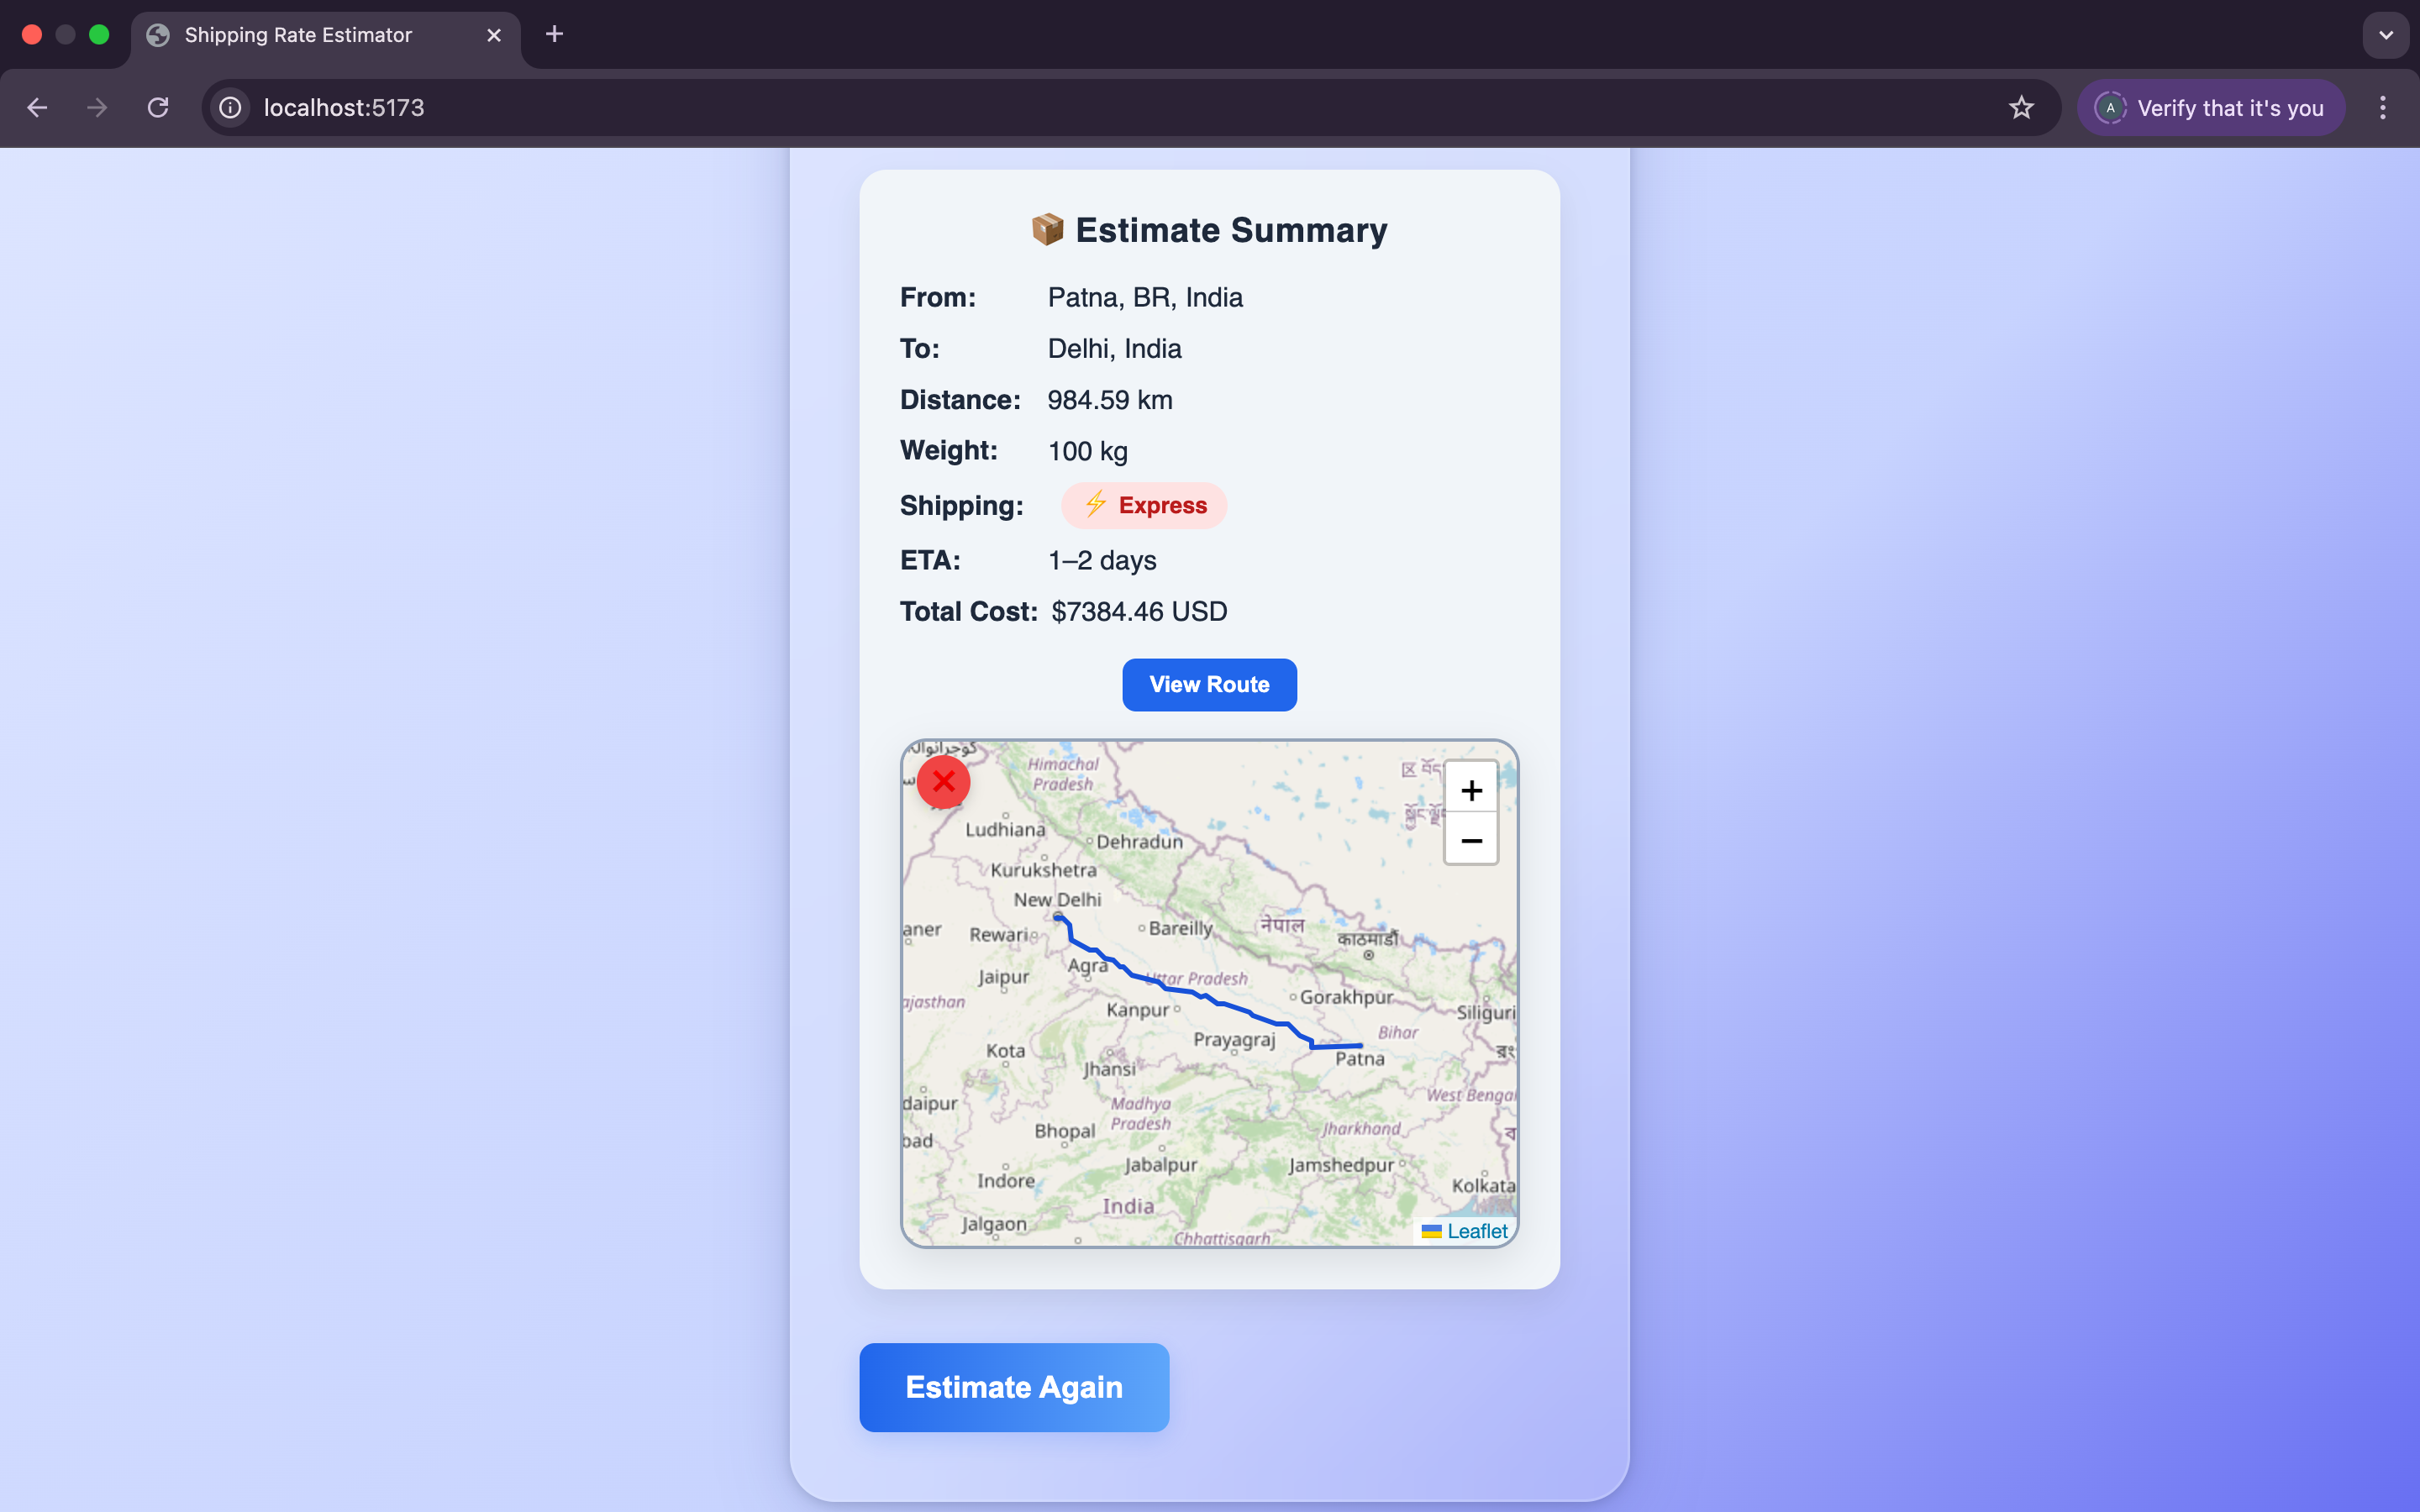 Shipping Rate Estimator
localhost:5173
A
Verify that it's you
📦 Estimate Summary
From: Patna, BR, India
To: Delhi, India
Distance: 984.59 km
Weight: 100 kg
Shipping: ⚡ Express
ETA: 1–2 days
Total Cost: $7384.46 USD
View Route
Himachal
Pradesh
+
−
Ludhiana
Dehradun
Kurukshetra
New Delhi
Bareilly
नेपाल
aner
Rewari
काठमाडौं
Agra
Jaipur
Uttar Pradesh
ajasthan
Gorakhpur
Kanpur
Siliguri
Prayagraj
Bihar
Kota
Patna
Jhansi
West Bengal
daipur
Madhya
Pradesh
Jharkhand
Bhopal
bad
Jabalpur
Jamshedpur
Indore
Kolkata
India
Jalgaon
Chhattisgarh
Leaflet
Estimate Again